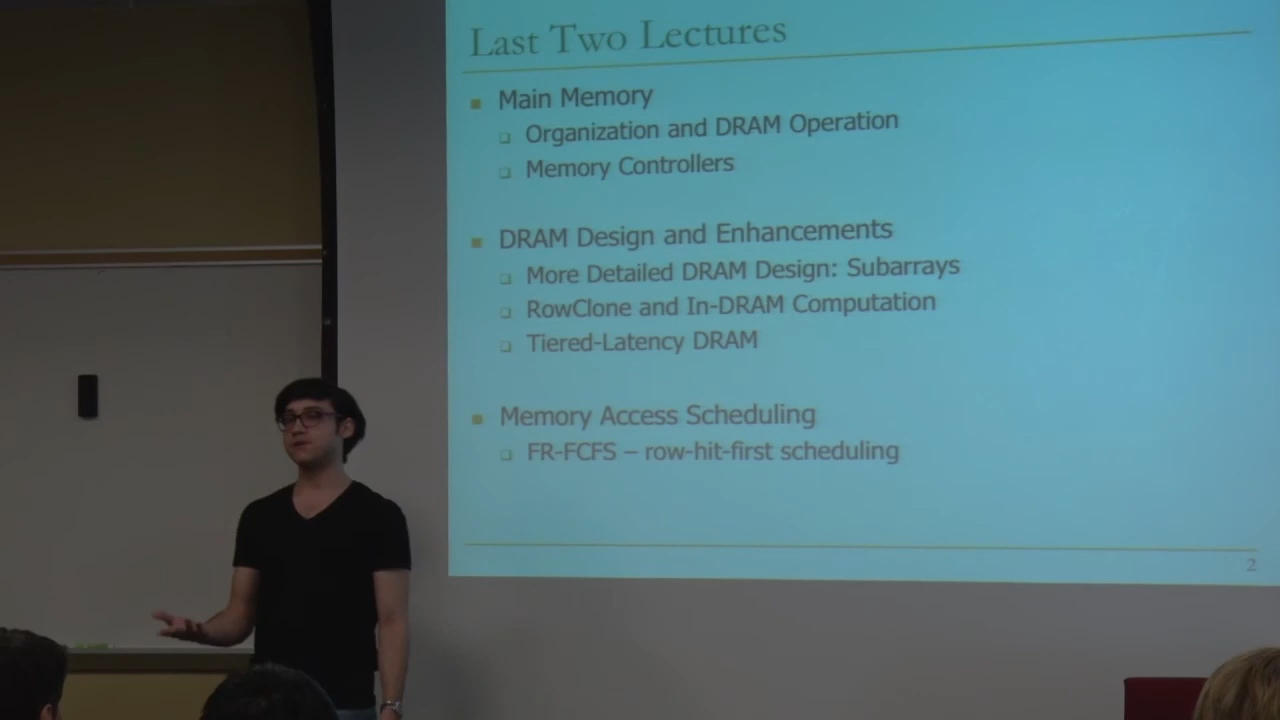 Last Two Lectures
Main Memory
Organization and DRAM Operation
Memory Controllers
DRAM Design and Enhancements
More Detailed DRAM Design: Subarrays
RowClone and In-DRAM Computation
Tiered-Latency DRAM
Memory Access Scheduling
FR-FCFS – row-hit-first scheduling
2